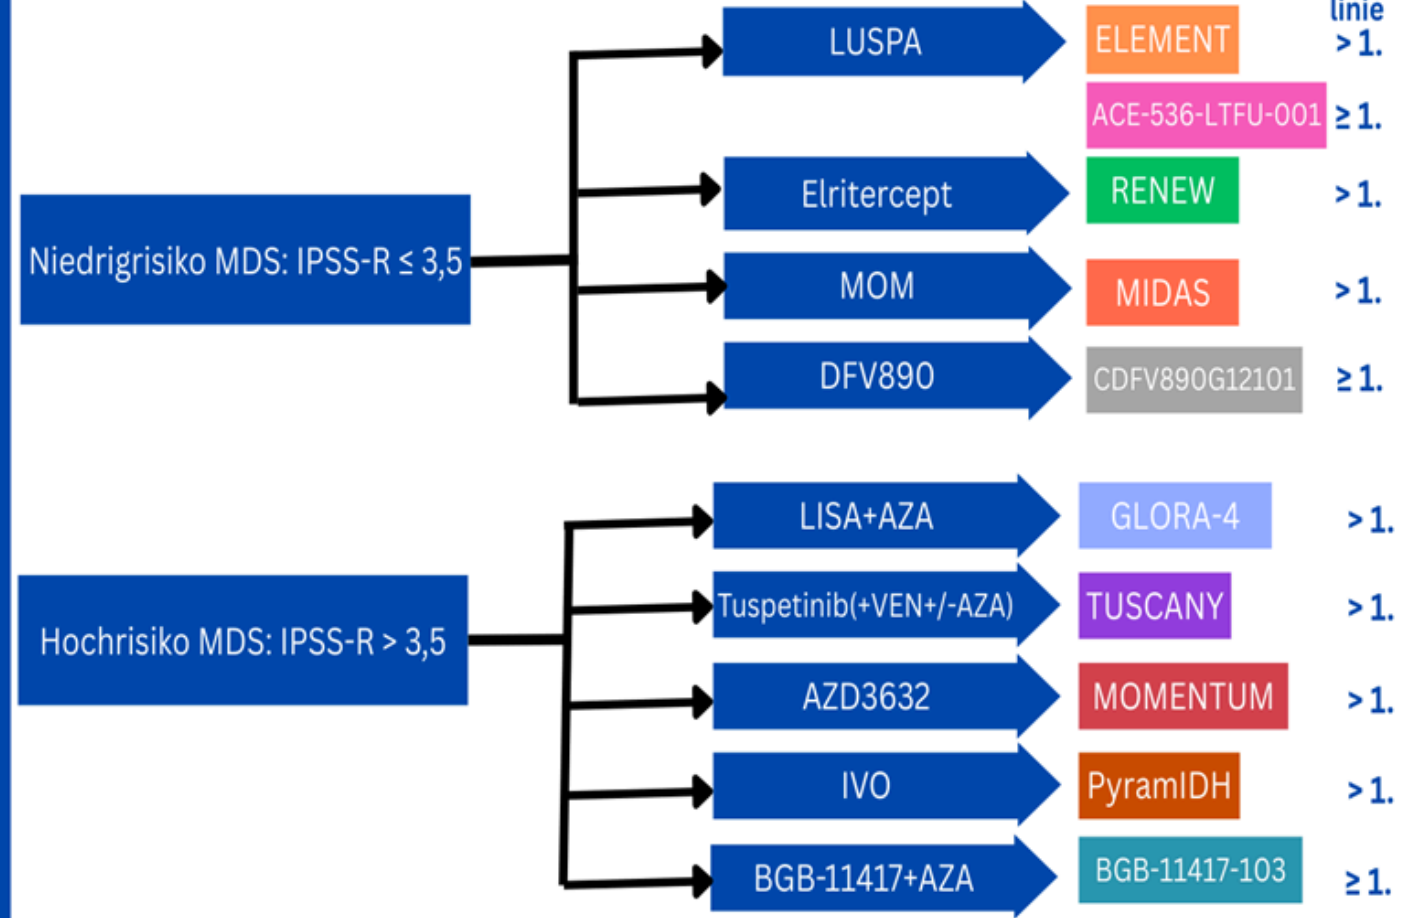 linie
LUSPA
ELEMENT
> 1.
ACE-536-LTFU-001
≥ 1.
Elritercept
RENEW
> 1.
Niedrigrisiko MDS: IPSS-R ≤ 3,5
MOM
MIDAS
> 1.
DFV890
CDFV890G12101
≥ 1.
LISA+AZA
GLORA-4
> 1.
Tuspetinib(+VEN+/-AZA)
TUSCANY
> 1.
Hochrisiko MDS: IPSS-R > 3,5
AZD3632
MOMENTUM
> 1.
IVO
PyramIDH
> 1.
BGB-11417+AZA
BGB-11417-103
≥ 1.